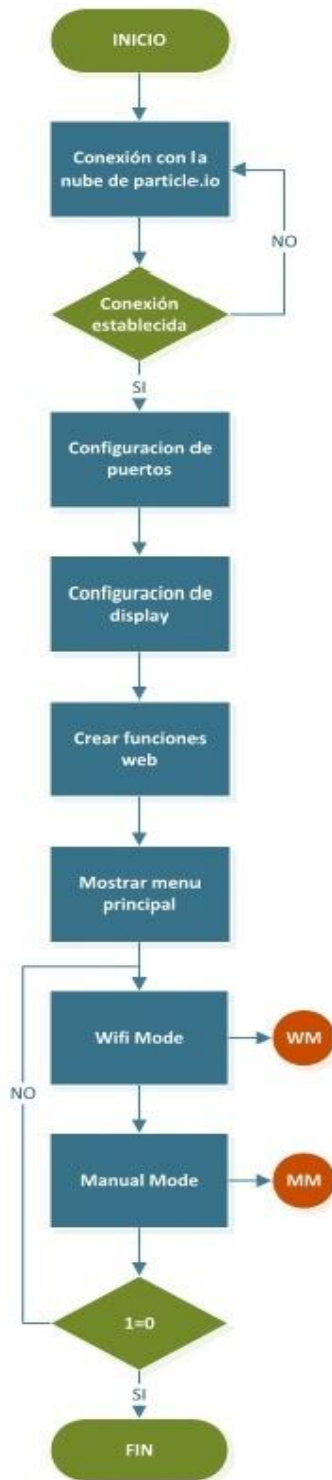 INICIO
Conexión con la
nube de particle.io
NO
Conexión
establecida
SI
Configuracion de
puertos
Configuracion de
display
Crear funciones
web
Mostrar menu
principal
Wifi Mode
WM
NO
Manual Mode
MM
1=0
SI
FIN